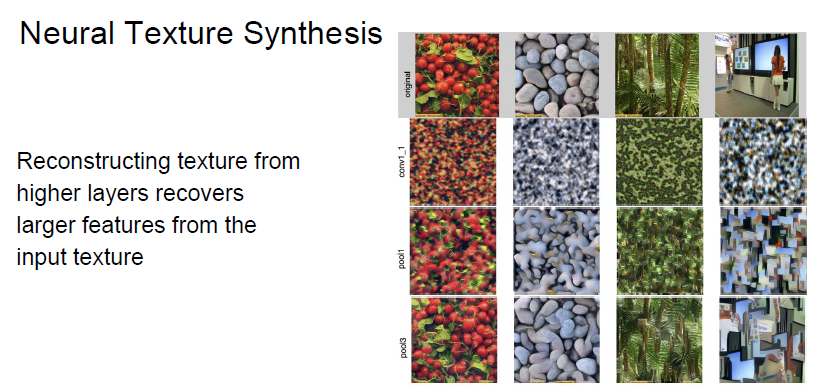 Neural Texture Synthesis
Reconstructing texture from
higher layers recovers
larger features from the
input texture
original
conv1_1
pool1
pool3